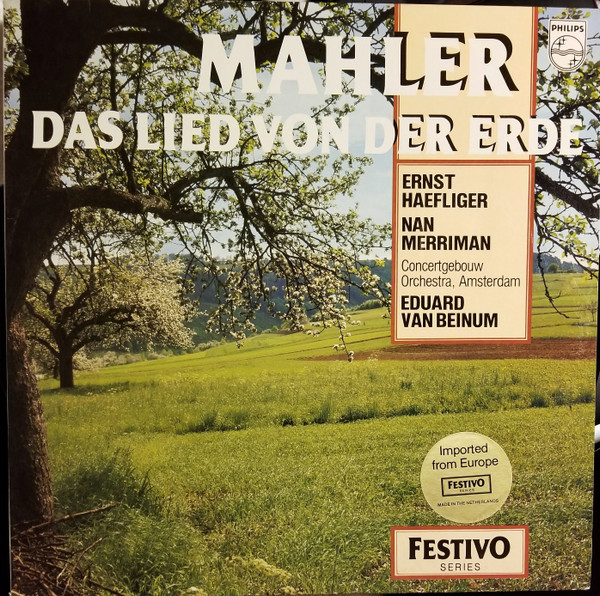 PHILIPS
MAHLER
DAS LIED VON DER ERDE
ERNST
HAEFLIGER
NAN
MERRIMAN
Concertgebouw
Orchestra, Amsterdam
EDUARD
VAN BEINUM
Imported
from Europe
FESTIVO
SERIES
MADE IN THE NETHERLANDS
FESTIVO
SERIES